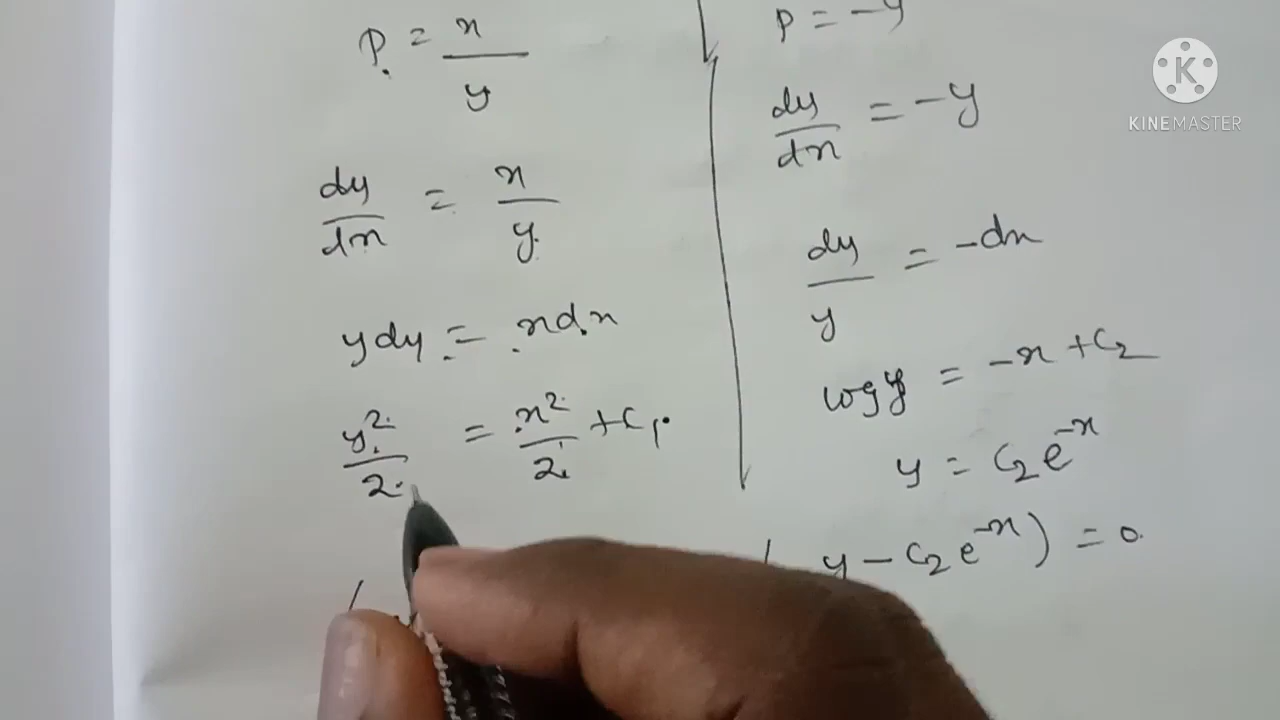 p = x/y
dy/dx = x/y
y dy = x dx
y²/2 = x²/2 + c₁
p = -y
dy/dx = -y
dy/y = -dx
log y = -x + c₂
y = c₂e⁻ˣ
( y - c₂e⁻ˣ) = 0
K
KINEMASTER